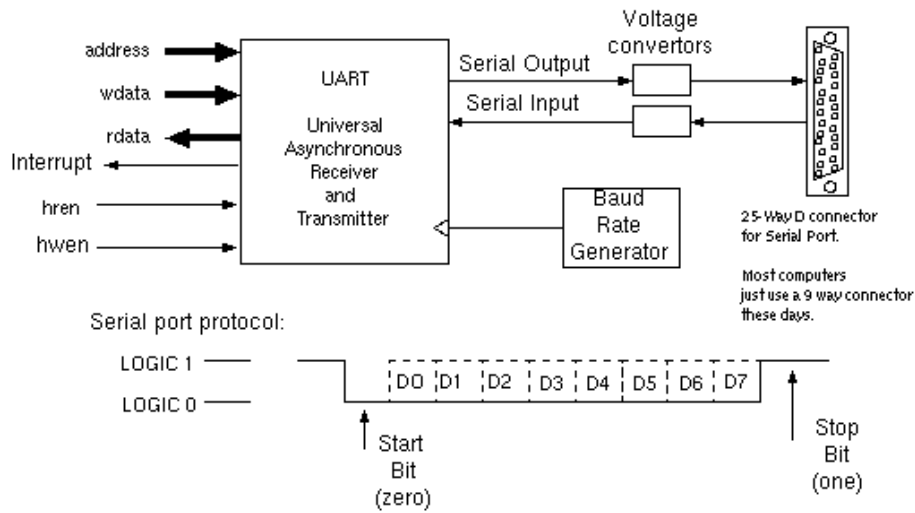 address
wdata
rdata
Interrupt
hren
hwen
UART
Universal
Asynchronous
Receiver
and
Transmitter
Serial Output
Serial Input
Voltage
convertors
Baud
Rate
Generator
25-Way D connector
for Serial Port.
Most computers
just use a 9 way connector
these days.
Serial port protocol:
LOGIC 1
LOGIC 0
D0 D1 D2 D3 D4 D5 D6 D7
Start
Bit
(zero)
Stop
Bit
(one)